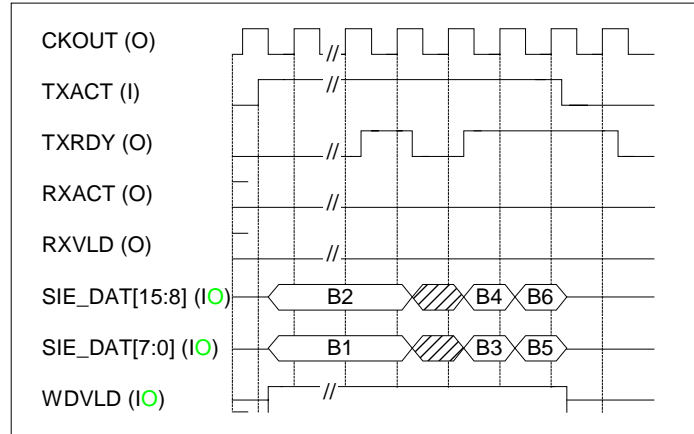 CKOUT (O)
//
TXACT (I)
//
TXRDY (O)
//
RXACT (O)
//
RXVLD (O)
//
SIE_DAT[15:8] (IO)
B2
B4
B6
SIE_DAT[7:0] (IO)
B1
B3
B5
WDVLD (IO)
//